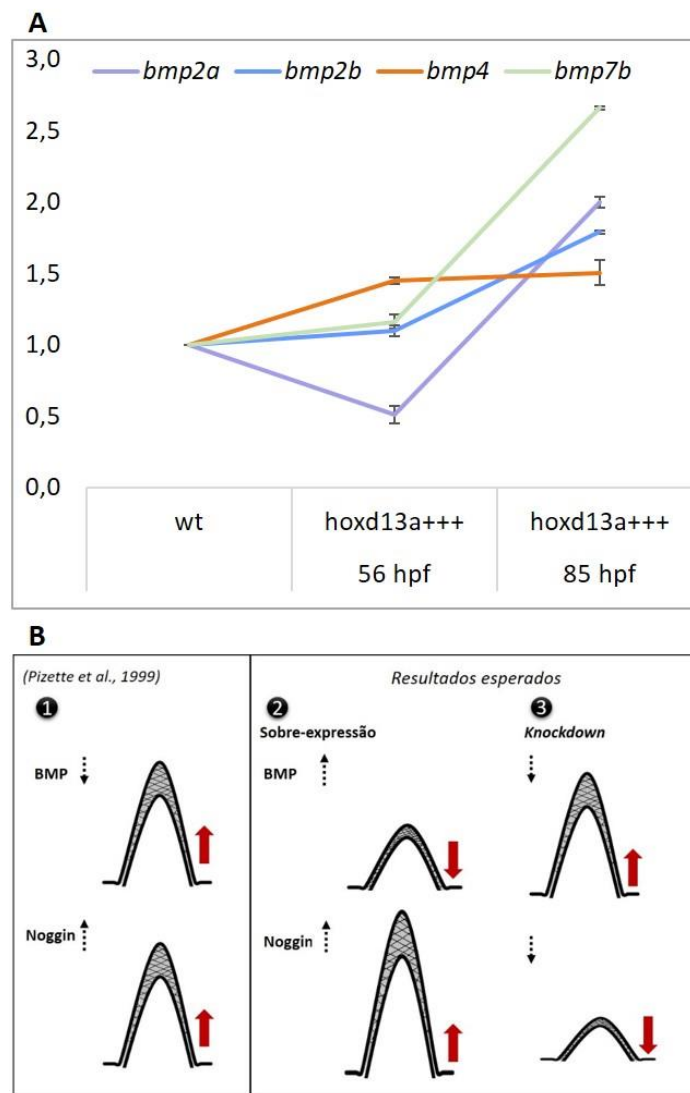 A
3,0
bmp2a bmp2b bmp4 bmp7b
2,5
2,0
1,5
1,0
0,5
0,0
wt hoxd13a+++ hoxd13a+++
56 hpf 85 hpf
B
(Pizette et al., 1999)
Resultados esperados
1
2
3
Sobre-expressão
Knockdown
BMP
BMP
Noggin
Noggin